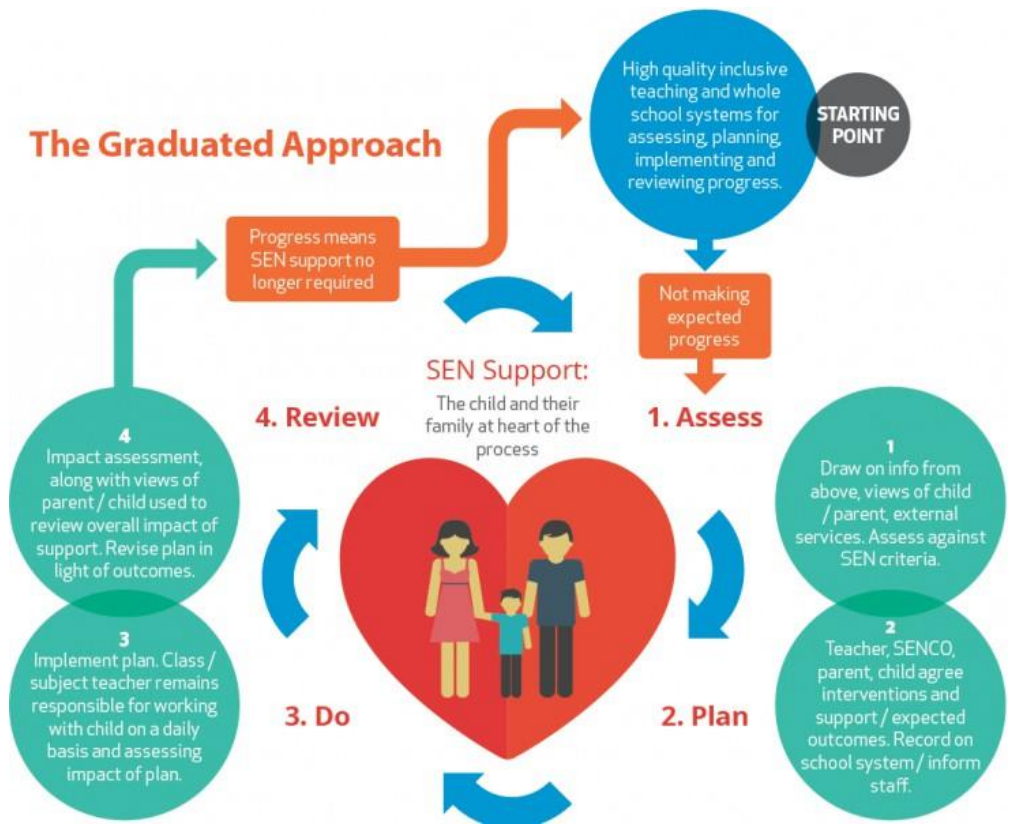 The Graduated Approach
High quality inclusive
teaching and whole
school systems for
assessing, planning,
implementing and
reviewing progress.
STARTING
POINT
Progress means
SEN support no
longer required
Not making
expected
progress
SEN Support:
The child and their
family at heart of the
process
4. Review
1. Assess
4
Impact assessment,
along with views of
parent / child used to
review overall impact of
support. Revise plan in
light of outcomes.
1
Draw on info from
above, views of child
/ parent, external
services. Assess against
SEN criteria.
3
Implement plan. Class /
subject teacher remains
responsible for working
with child on a daily
basis and assessing
impact of plan.
3. Do
2. Plan
2
Teacher, SENCO,
parent, child agree
interventions and
support / expected
outcomes. Record on
school system / inform
staff.